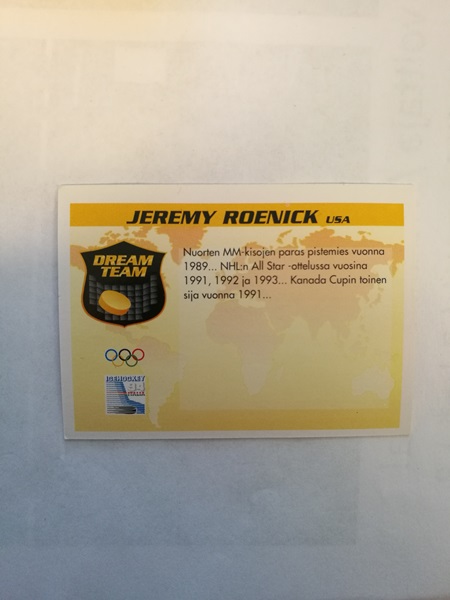 JEREMY ROENICK USA
DREAM
TEAM
Nuorten MM-kisojen paras pistemies vuonna
1989... NHL:n All Star -ottelussa vuosina
1991, 1992 ja 1993... Kanada Cupin toinen
sija vuonna 1991...